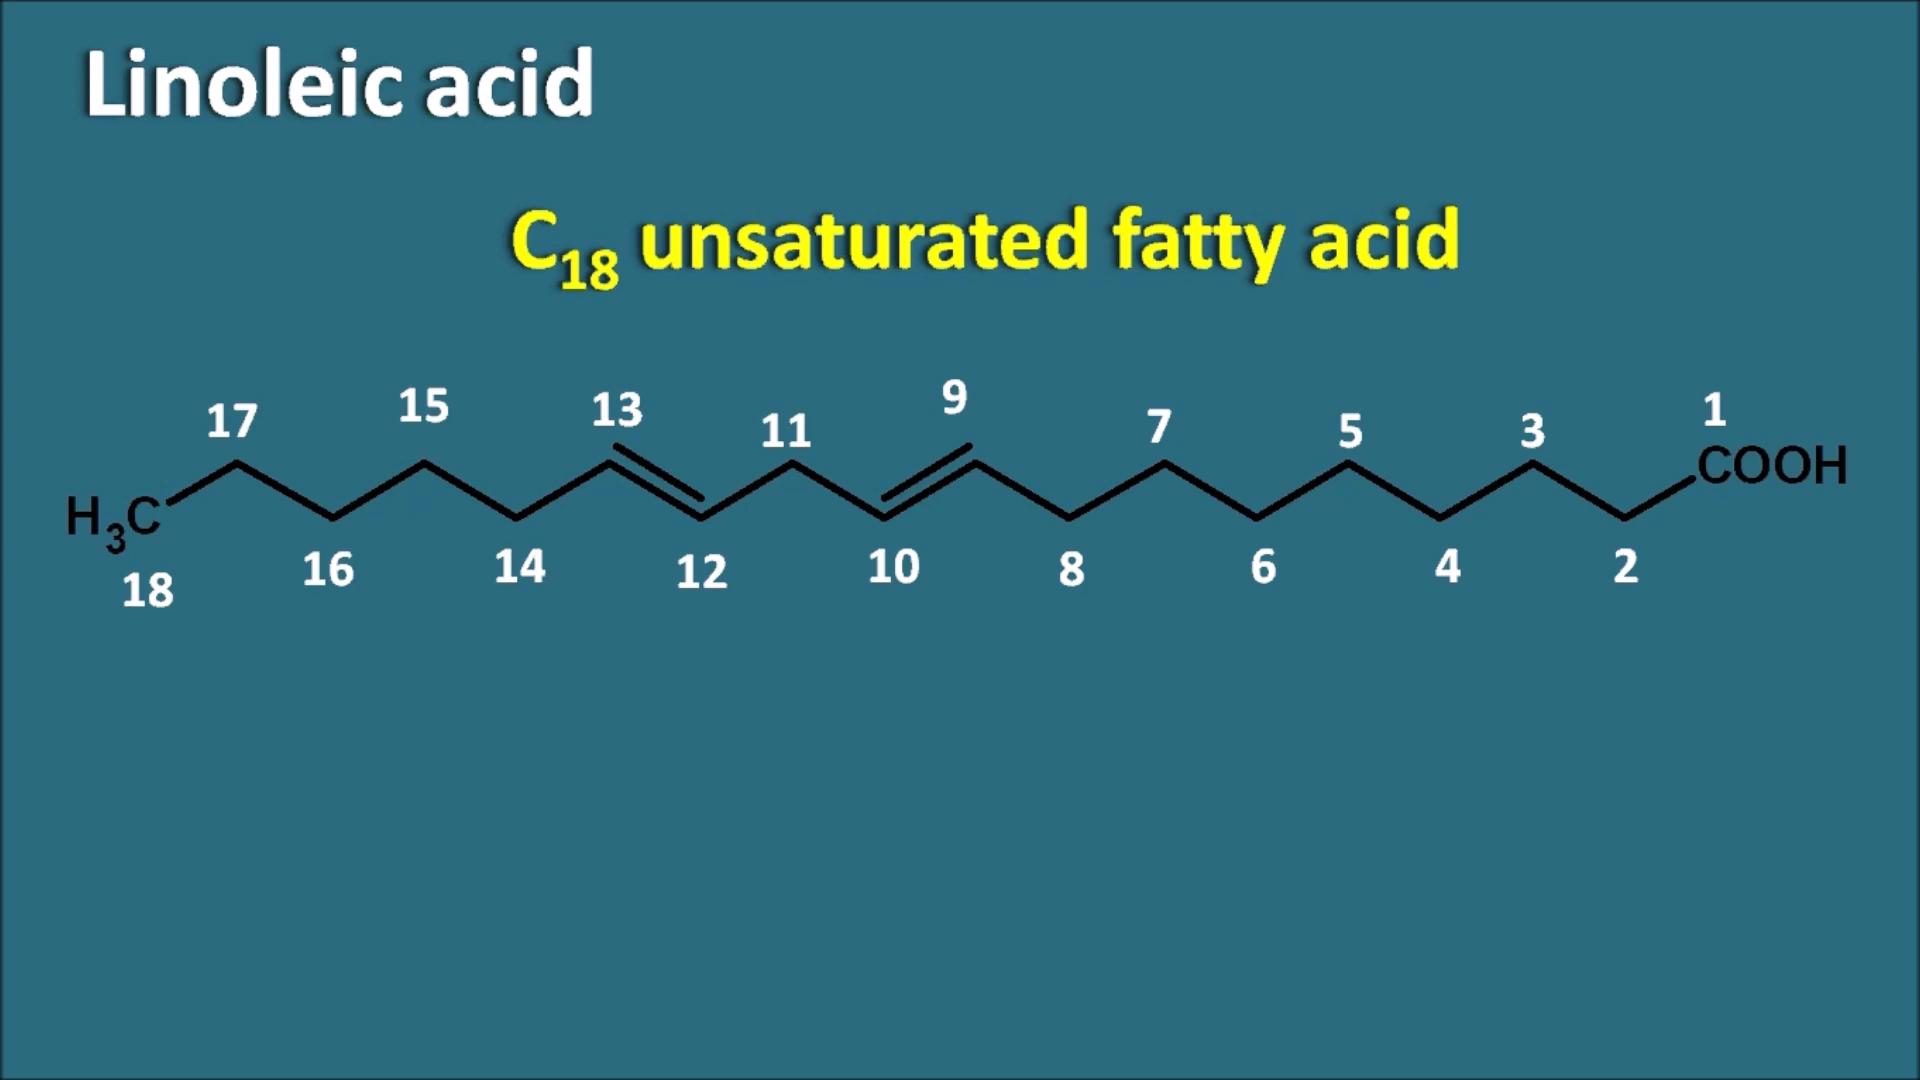 Linoleic acid
C₁₈ unsaturated fatty acid
17 15 13 11 9 7 5 3 1
H₃C COOH
18 16 14 12 10 8 6 4 2